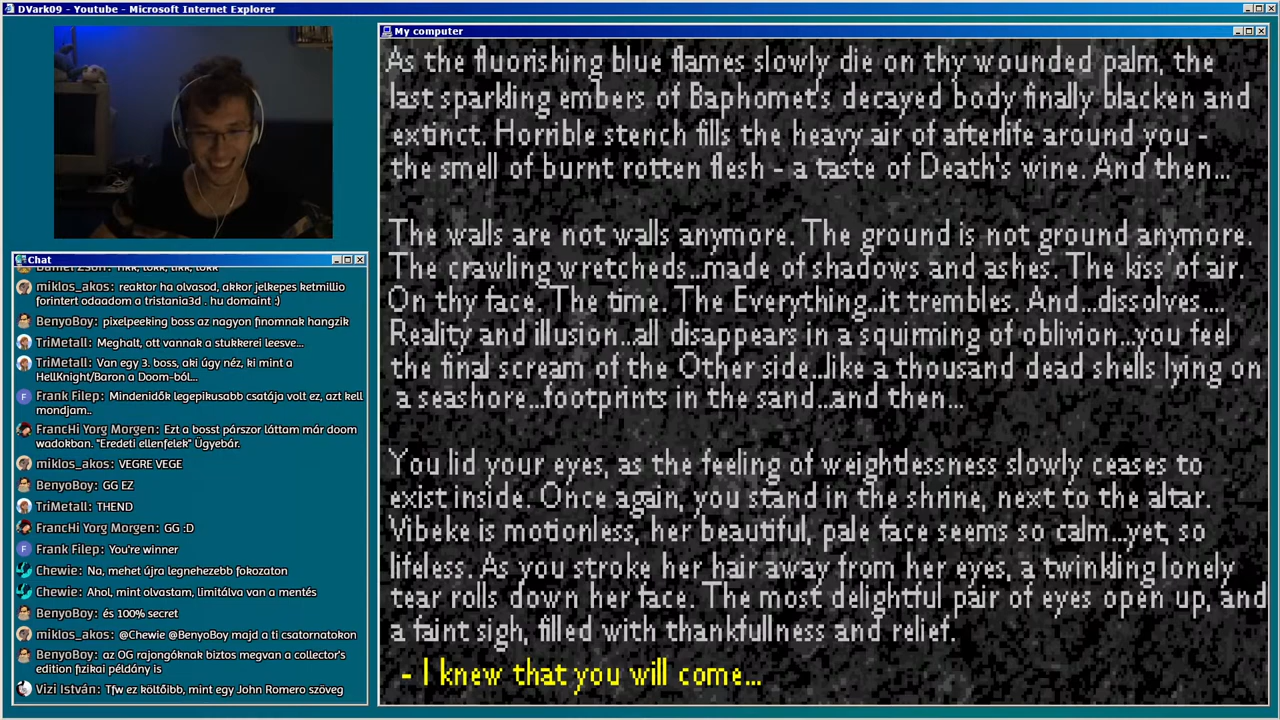 DVark09 - Youtube - Microsoft Internet Explorer
Chat
miklos_akos: reaktor ha olvasod, akkor jelkepes ketmillio
forintert odaadom a tristania3d . hu domaint :)
BenyoBoy: pixelpeeking boss az nagyon finomnak hangzik
TriMetall: Meghalt, ott vannak a stukkerei leesve...
TriMetall: Van egy 3. boss, aki úgy néz, ki mint a
HellKnight/Baron a Doom-ból...
Frank Filep: Mindenidők legepikusabb csatája volt ez, azt kell
mondjam..
FrancHi Yorg Morgen: Ezt a bosst párszor láttam már doom
wadokban. "Eredeti ellenfelek" Ügyebár.
miklos_akos: VEGRE VEGE
BenyoBoy: GG EZ
TriMetall: THEND
FrancHi Yorg Morgen: GG :D
Frank Filep: You're winner
Chewie: Na, mehet újra legnehezebb fokozaton
Chewie: Ahol, mint olvastam, limitálva van a mentés
BenyoBoy: és 100% secret
miklos_akos: @Chewie @BenyoBoy majd a ti csatornatokon
BenyoBoy: az OG rajongóknak biztos megvan a collector's
edition fizikai példány is
Vizi István: Tfw ez költőibb, mint egy John Romero szöveg
My computer
As the fluorishing blue flames slowly die on thy wounded palm, the
last sparkling embers of Baphomet's decayed body finally blacken and
extinct. Horrible stench fills the heavy air of afterlife around you -
the smell of burnt rotten flesh - a taste of Death's wine. And then...
The walls are not walls anymore. The ground is not ground anymore.
The crawling wretcheds...made of shadows and ashes. The kiss of air.
On thy face. The time. The Everything...it trembles. And...dissolves....
Reality and illusion...all disappears in a squirming of oblivion...you feel
the final scream of the Other side...like a thousand dead shells lying on
a seashore...footprints in the sand...and then...
You lid your eyes, as the feeling of weightlessness slowly ceases to
exist inside. Once again, you stand in the shrine, next to the altar.
Vibeke is motionless, her beautiful, pale face seems so calm...yet, so
lifeless. As you stroke her hair away from her eyes, a twinkling lonely
tear rolls down her face. The most delightful pair of eyes open up, and
a faint sigh, filled with thankfullness and relief.
- I knew that you will come...